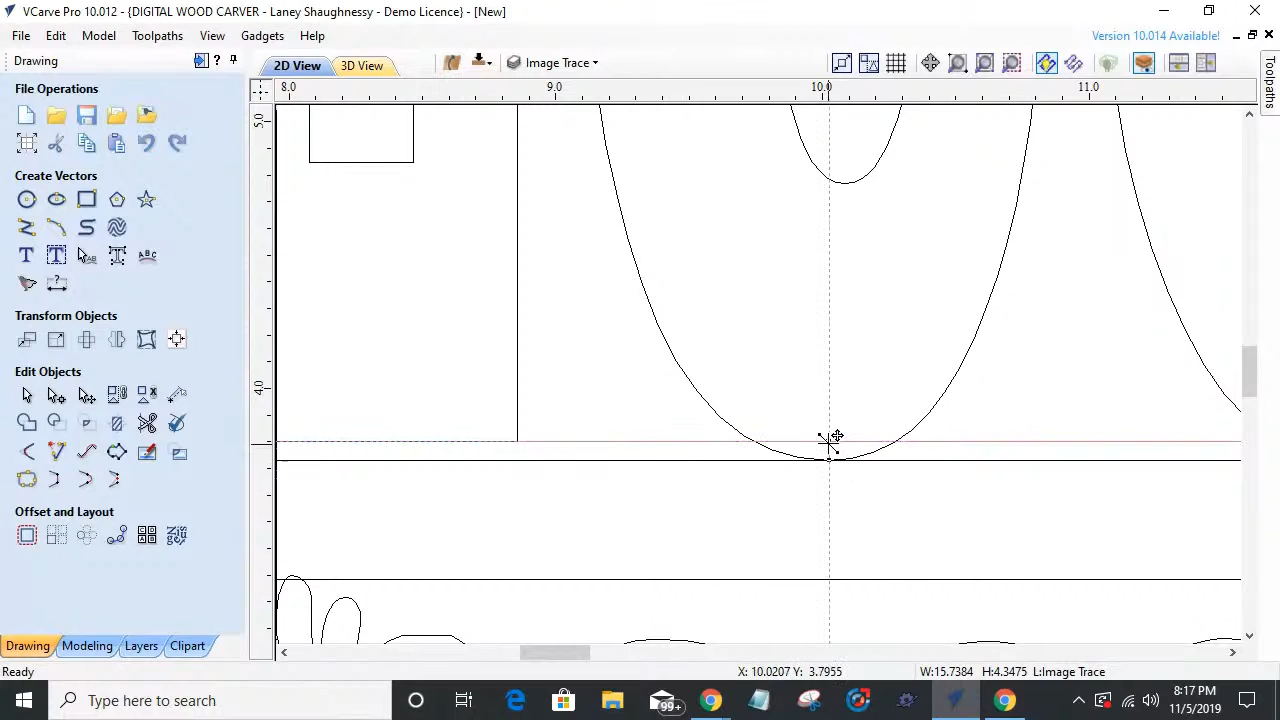 VCarve Pro 10.012 - {DIGITAL WOOD CARVER - Laney Shaughnessy - Demo Licence} - [New]
File Edit Model Toolpaths View Gadgets Help
Version 10.014 Available!
Drawing
?
2D View 3D View
Image Trace
File Operations
8.0 9.0 10.0 11.0
5.0
4.0
Create Vectors
Transform Objects
Edit Objects
Offset and Layout
Drawing Modeling Layers Clipart
Toolpaths
Ready
X: 10.0207 Y: 3.7955
W:15.7384 H:4.3475 L:Image Trace
Type here to search
99+
8:17 PM
11/5/2019